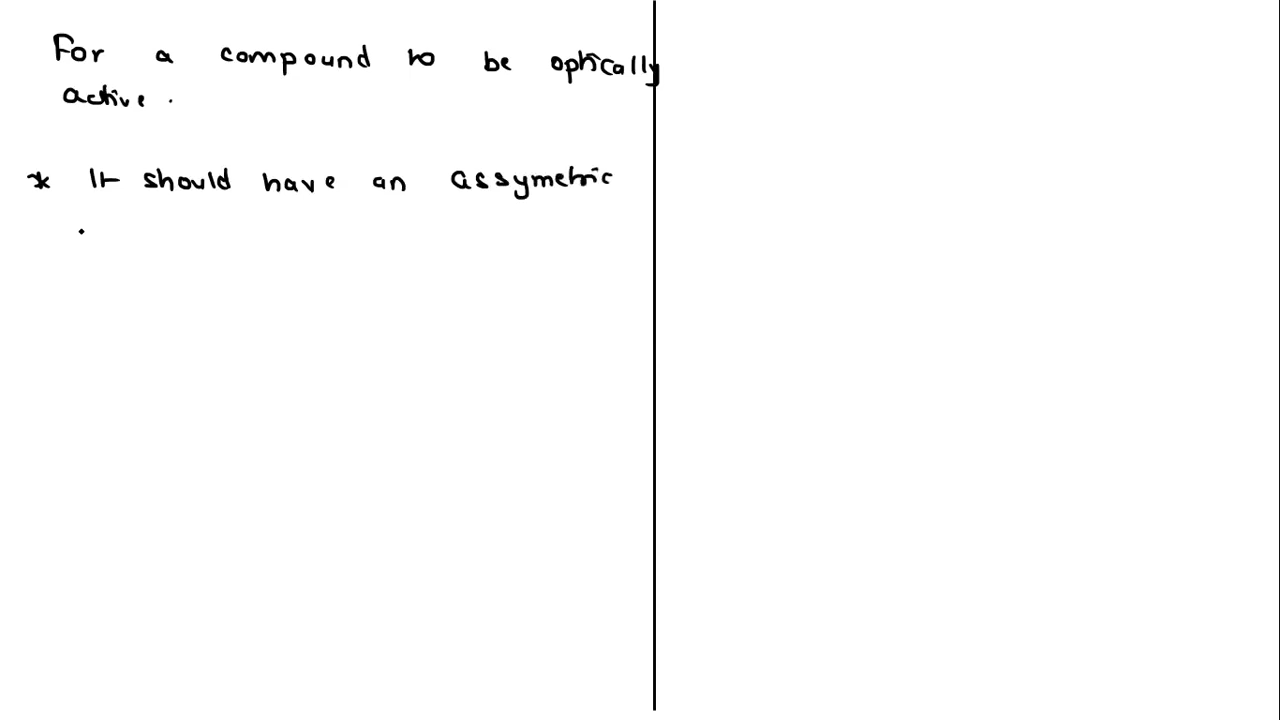 For a compound to be optically
active.
* It should have an assymetric